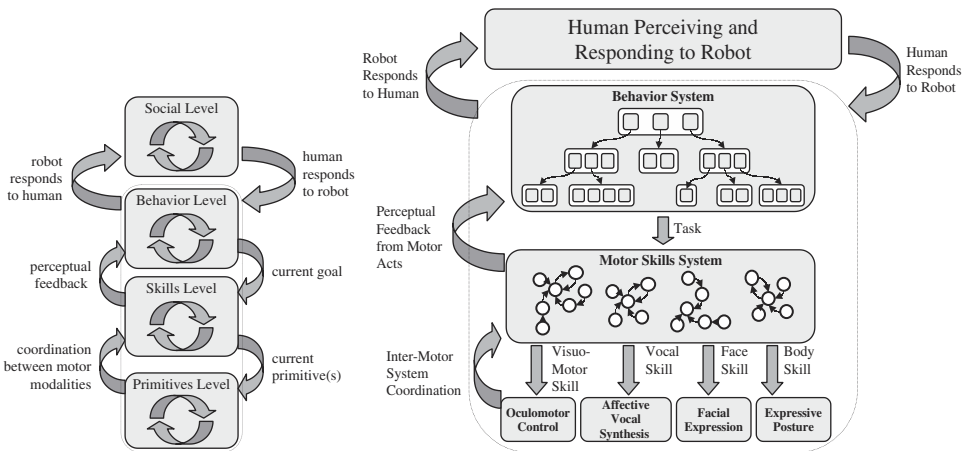 Social Level
robot
responds
to human
human
responds
to robot
Behavior Level
perceptual
feedback
current goal
Skills Level
coordination
between motor
modalities
current
primitive(s)
Primitives Level
Human Perceiving and
Responding to Robot
Robot
Responds
to Human
Human
Responds
to Robot
Behavior System
Perceptual
Feedback
from Motor
Acts
Task
Motor Skills System
Inter-Motor
System
Coordination
Visuo-
Motor
Skill
Vocal
Skill
Face
Skill
Body
Skill
Oculomotor
Control
Affective
Vocal
Synthesis
Facial
Expression
Expressive
Posture